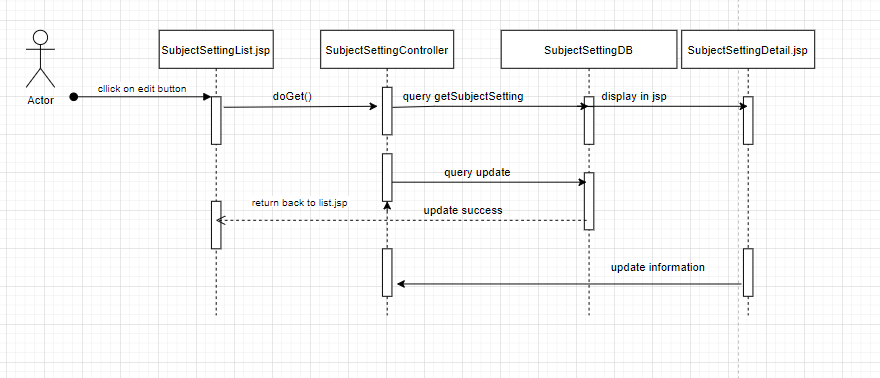 SubjectSettingList.jsp
SubjectSettingController
SubjectSettingDB
SubjectSettingDetail.jsp
cllick on edit button
Actor
doGet()
query getSubjectSetting
display in jsp
query update
return back to list.jsp
update success
update information